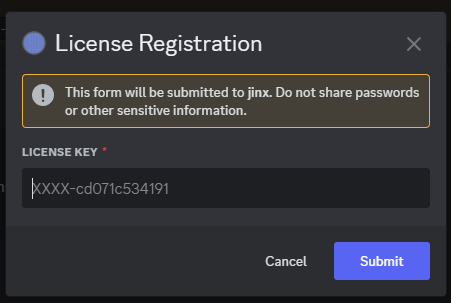 License Registration
This form will be submitted to jinx. Do not share passwords
or other sensitive information.
LICENSE KEY *
XXXX-cd071c534191
Cancel
Submit